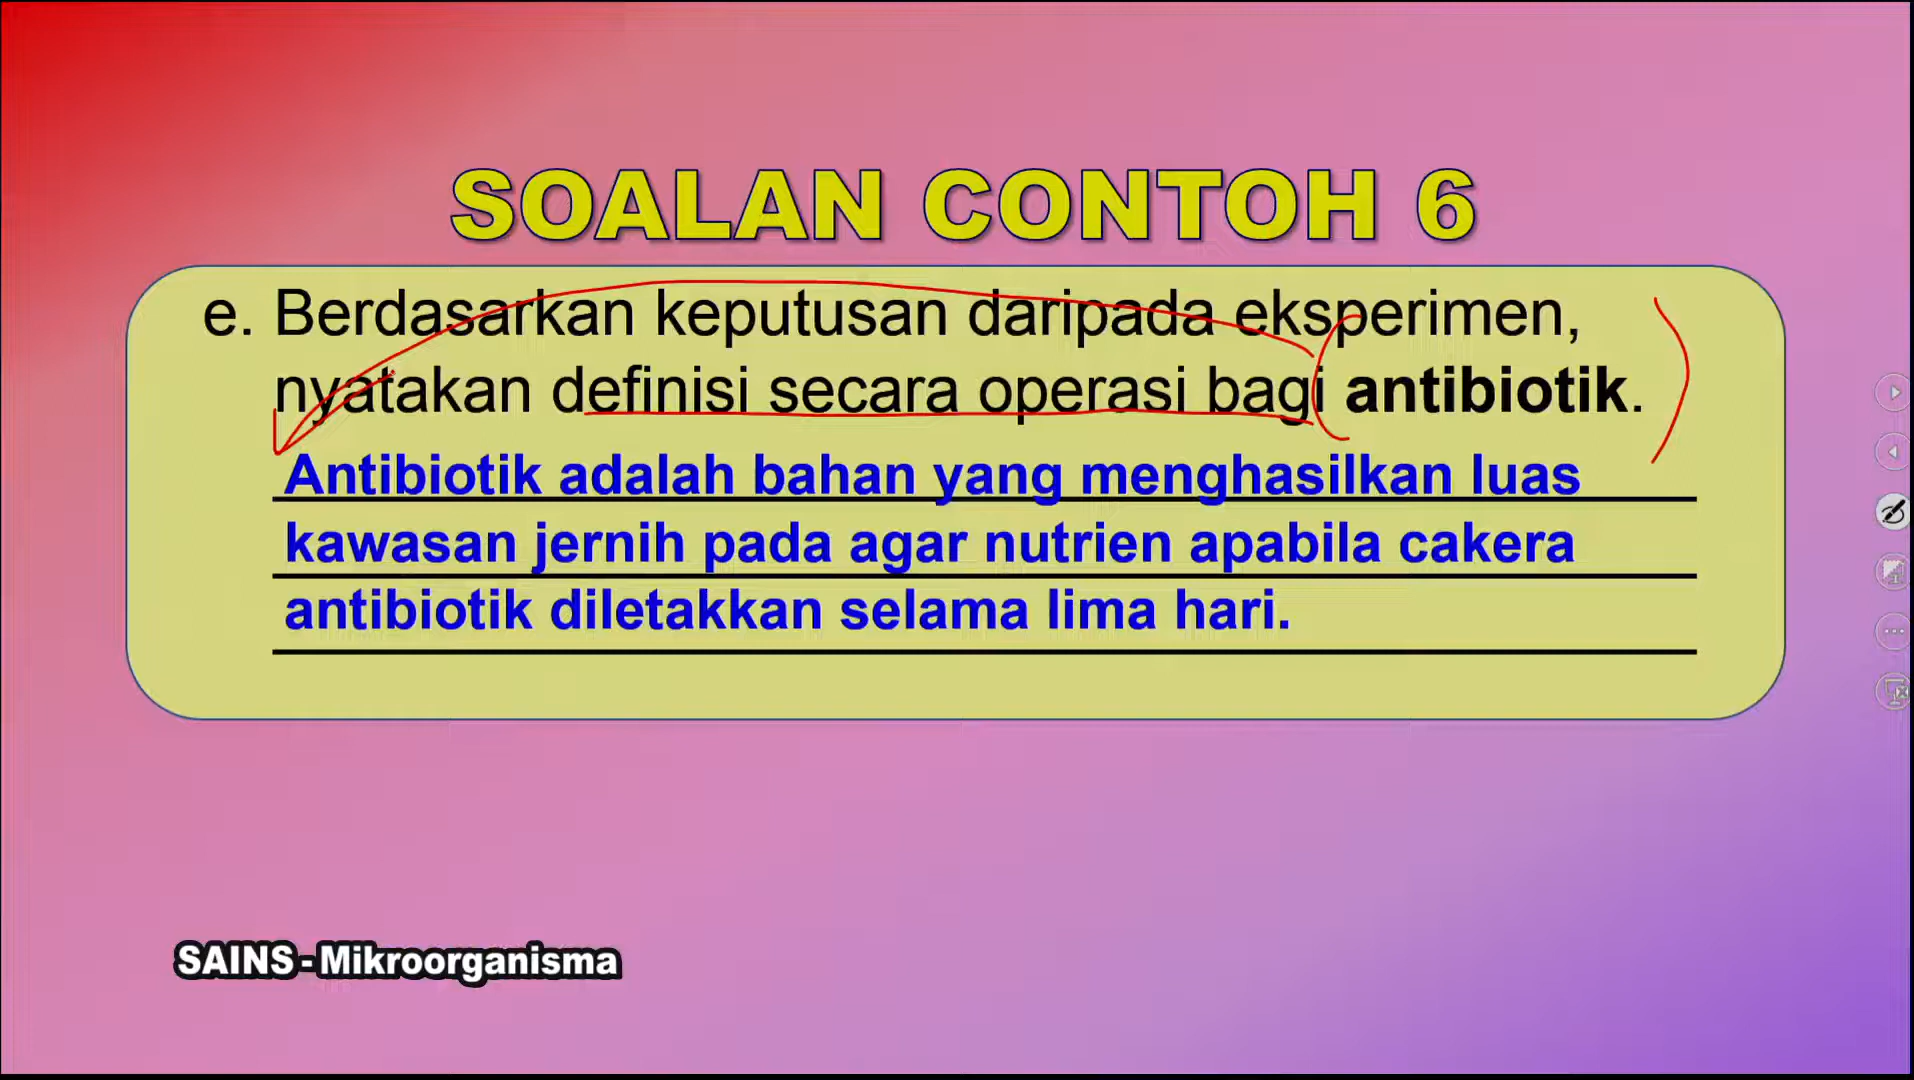 SOALAN CONTOH 6
e. Berdasarkan keputusan daripada eksperimen,
nyatakan definisi secara operasi bagi antibiotik.
Antibiotik adalah bahan yang menghasilkan luas
kawasan jernih pada agar nutrien apabila cakera
antibiotik diletakkan selama lima hari.
SAINS - Mikroorganisma